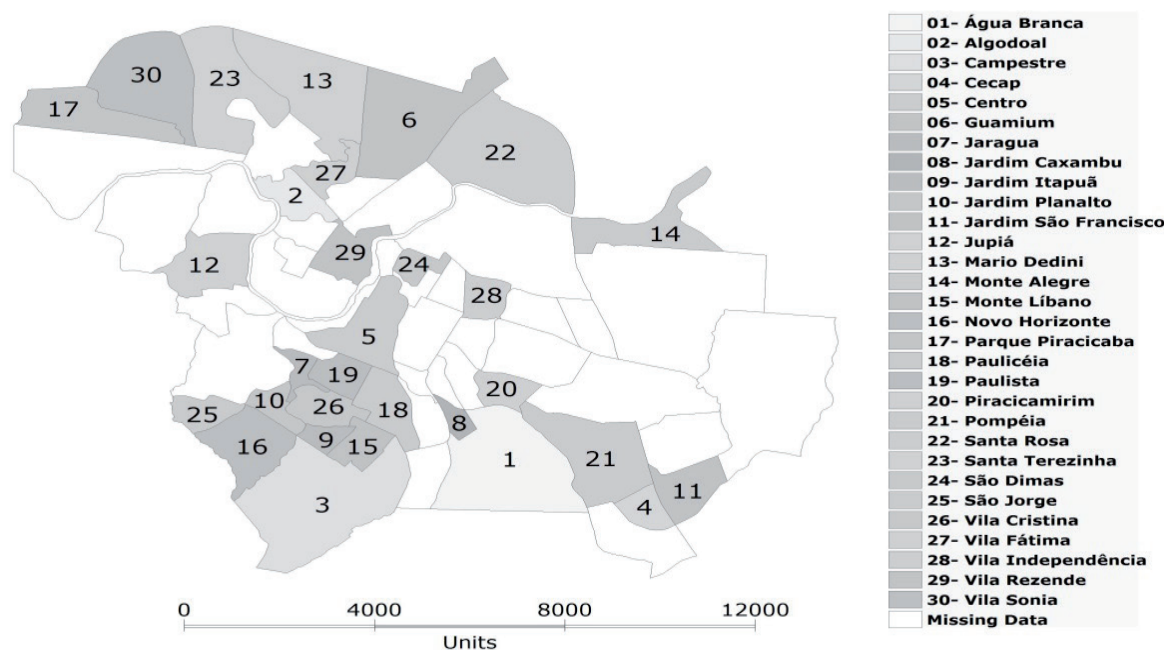 30
23
13
17
6
22
27
2
14
29
12
24
28
5
7
19
20
10
26
18
25
8
16
9
15
1
21
11
4
3
0 4000 8000 12000
Units
01- Água Branca
02- Algodoal
03- Campestre
04- Cecap
05- Centro
06- Guamium
07- Jaragua
08- Jardim Caxambu
09- Jardim Itapuã
10- Jardim Planalto
11- Jardim São Francisco
12- Jupiá
13- Mario Dedini
14- Monte Alegre
15- Monte Líbano
16- Novo Horizonte
17- Parque Piracicaba
18- Paulicéia
19- Paulista
20- Piracicamirim
21- Pompéia
22- Santa Rosa
23- Santa Terezinha
24- São Dimas
25- São Jorge
26- Vila Cristina
27- Vila Fátima
28- Vila Independência
29- Vila Rezende
30- Vila Sonia
Missing Data